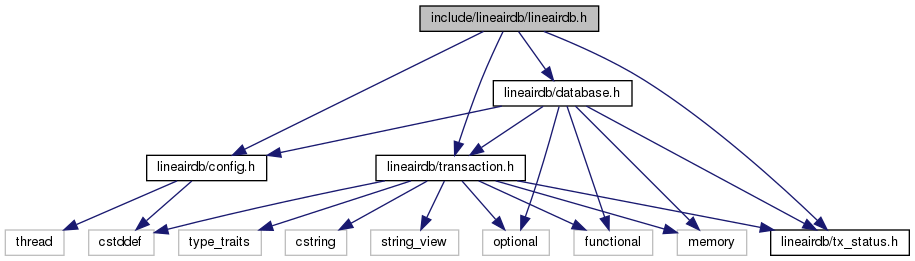 include/lineairdb/lineairdb.h
lineairdb/database.h
lineairdb/config.h
lineairdb/transaction.h
thread
cstddef
type_traits
cstring
string_view
optional
functional
memory
lineairdb/tx_status.h